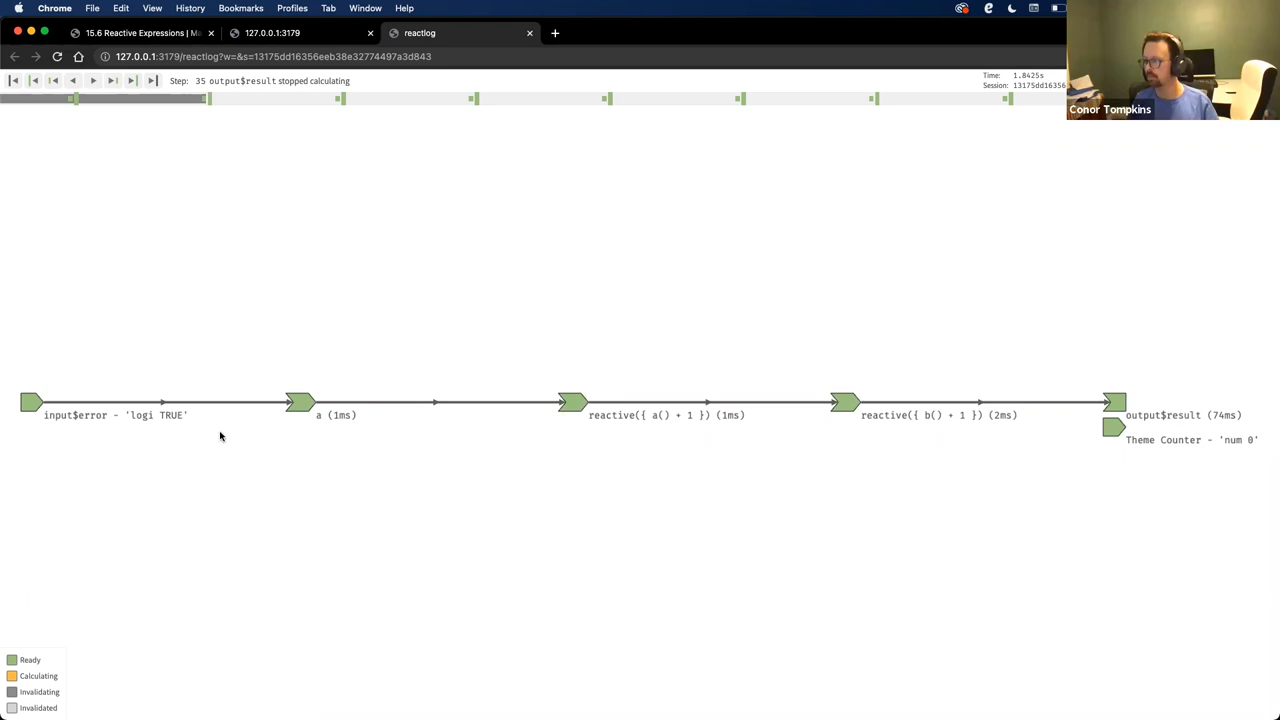 Chrome File Edit View History Bookmarks Profiles Tab Window Help
15.6 Reactive Expressions | Ma
127.0.0.1:3179
reactlog
127.0.0.1:3179/reactlog?w=&s=13175dd16356eeb38e32774497a3d843
Step: 35 output$result stopped calculating
Time: 1.8425s
Session: 13175dd16356
Conor Tompkins
input$error - 'logi TRUE'
a (1ms)
reactive({ a() + 1 }) (1ms)
reactive({ b() + 1 }) (2ms)
output$result (74ms)
Theme Counter - 'num 0'
Ready
Calculating
Invalidating
Invalidated